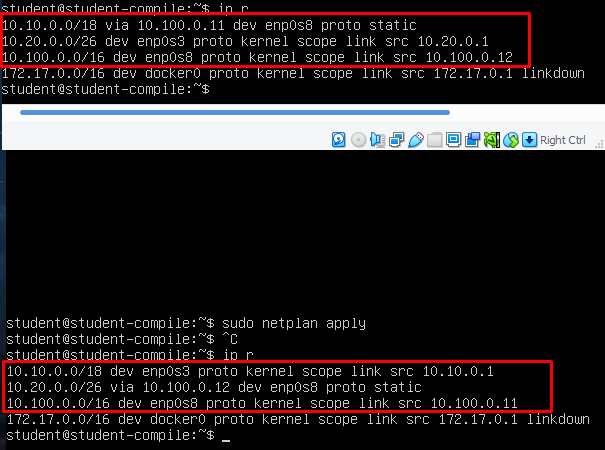 student@student-compile:~$ ip r
10.10.0.0/18 via 10.100.0.11 dev enp0s8 proto static
10.20.0.0/26 dev enp0s3 proto kernel scope link src 10.20.0.1
10.100.0.0/16 dev enp0s8 proto kernel scope link src 10.100.0.12
172.17.0.0/16 dev docker0 proto kernel scope link src 172.17.0.1 linkdown
student@student-compile:~$
Right Ctrl
student@student-compile:~$ sudo netplan apply
student@student-compile:~$ ^C
student@student-compile:~$ ip r
10.10.0.0/18 dev enp0s3 proto kernel scope link src 10.10.0.1
10.20.0.0/26 via 10.100.0.12 dev enp0s8 proto static
10.100.0.0/16 dev enp0s8 proto kernel scope link src 10.100.0.11
172.17.0.0/16 dev docker0 proto kernel scope link src 172.17.0.1 linkdown
student@student-compile:~$ _